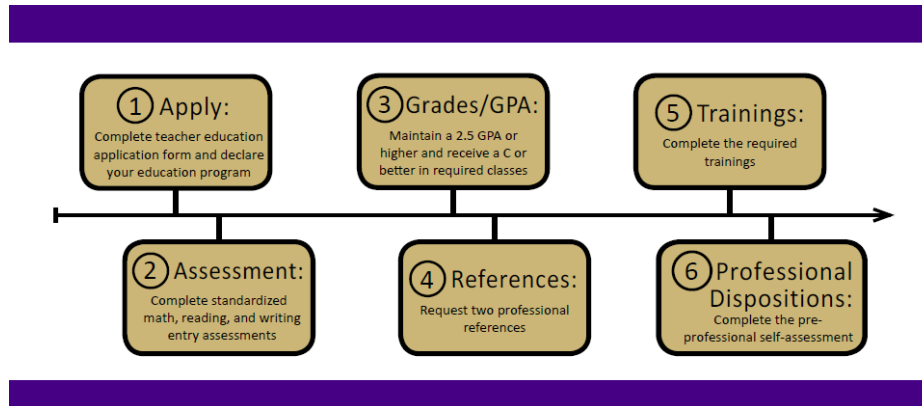 1 Apply:
Complete teacher education
application form and declare
your education program
2 Assessment:
Complete standardized
math, reading, and writing
entry assessments
3 Grades/GPA:
Maintain a 2.5 GPA or
higher and receive a C or
better in required classes
4 References:
Request two professional
references
5 Trainings:
Complete the required
trainings
6 Professional
Dispositions:
Complete the pre-
professional self-assessment